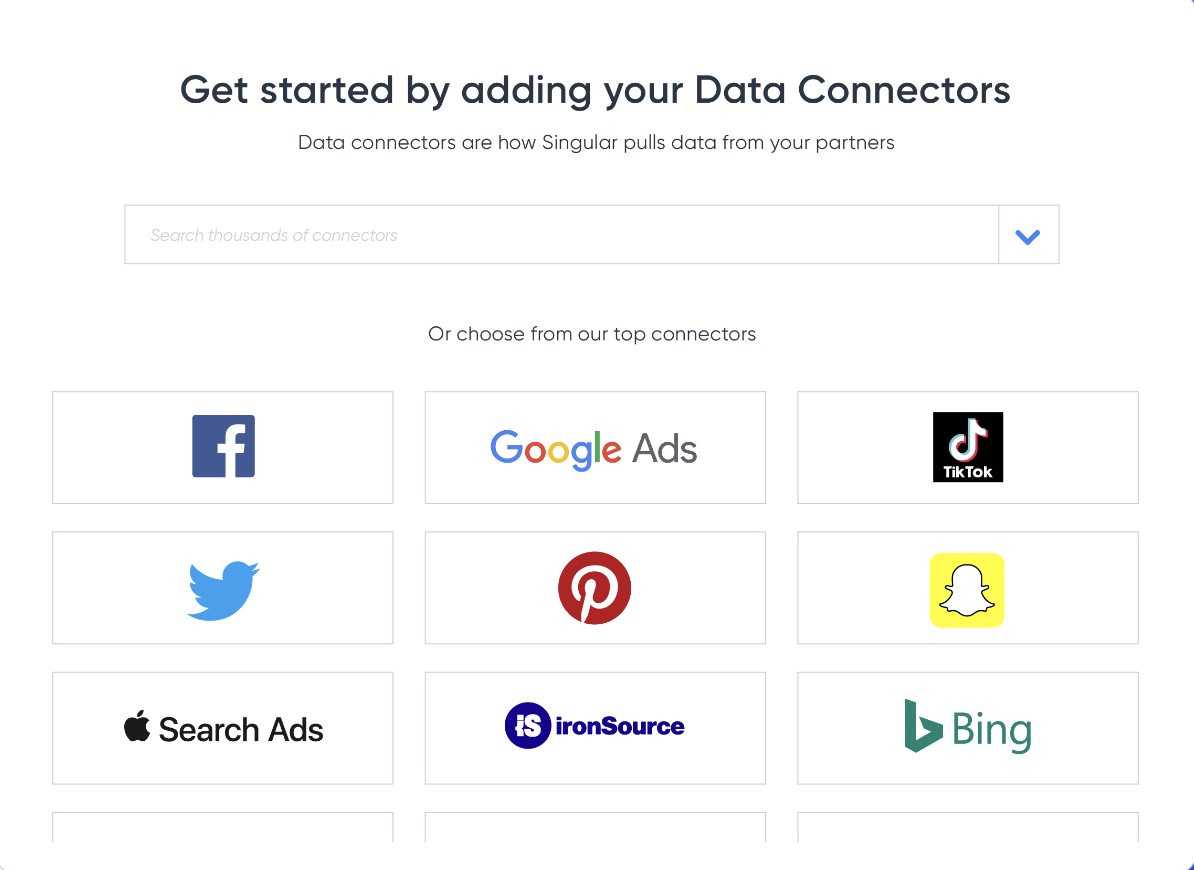 Get started by adding your Data Connectors
Data connectors are how Singular pulls data from your partners
Search thousands of connectors
Or choose from our top connectors
Google Ads
TikTok
Search Ads
iS ironSource
Bing